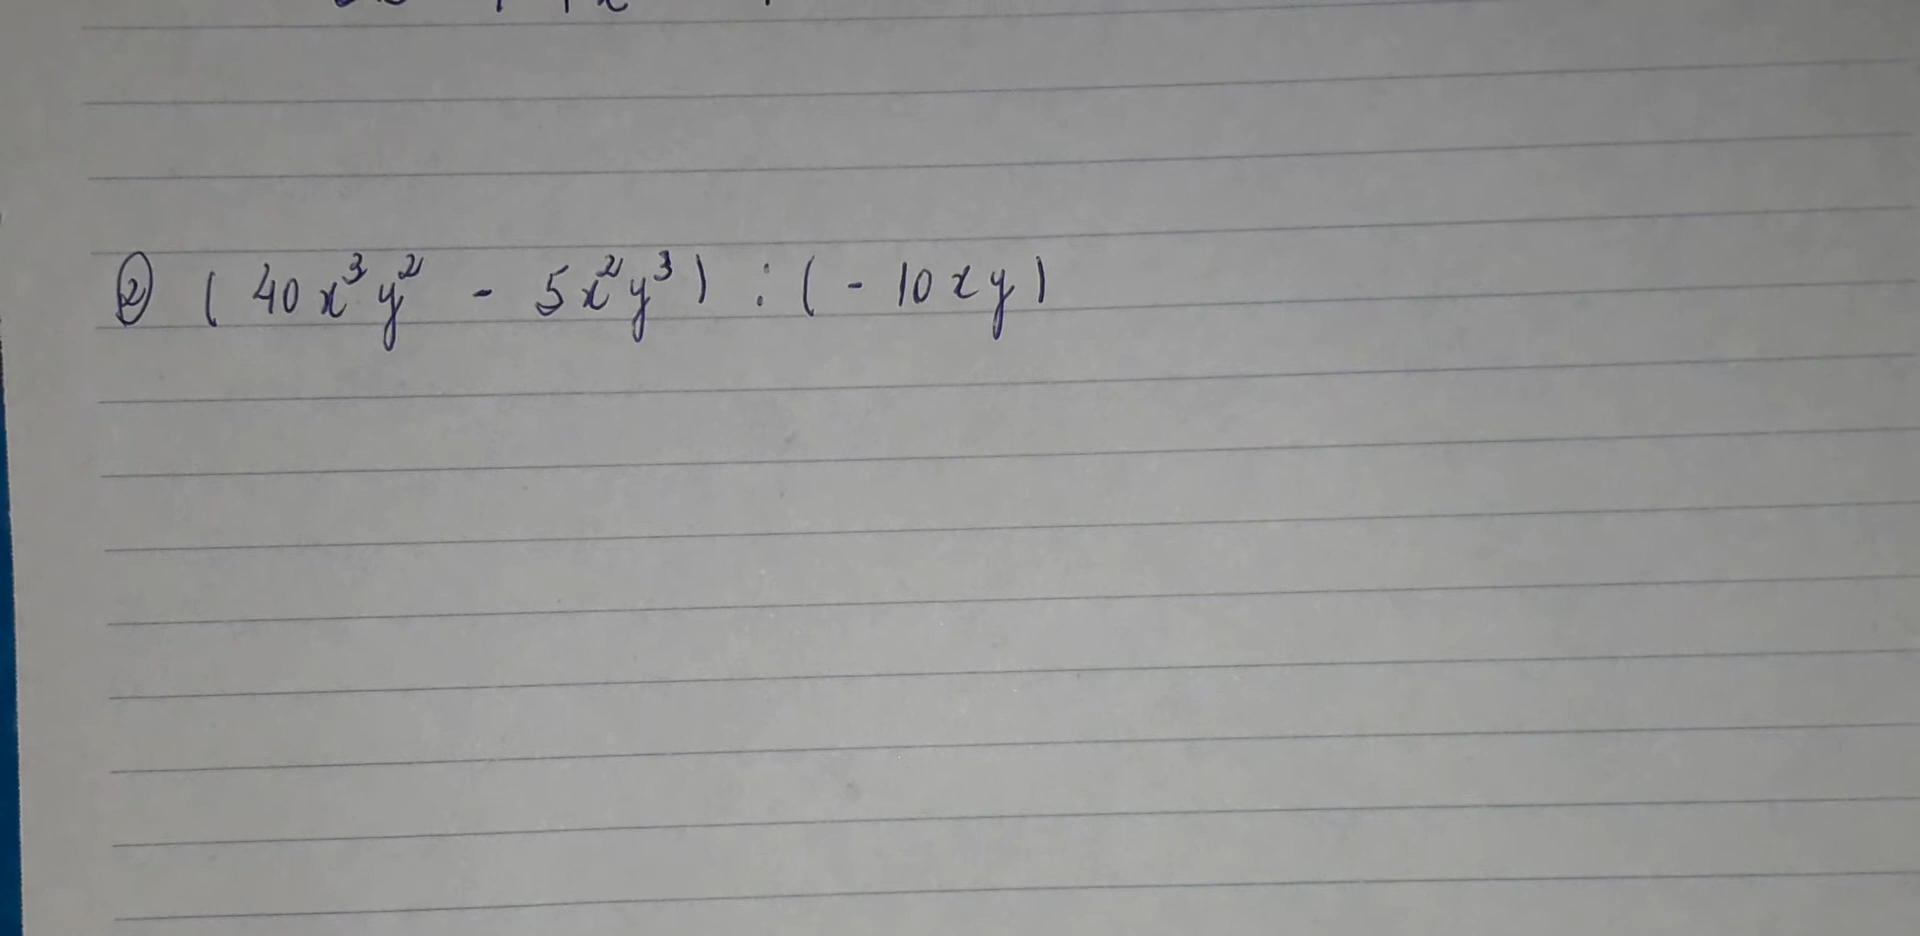 ② (40x³y² - 5x²y³) : (-10xy)